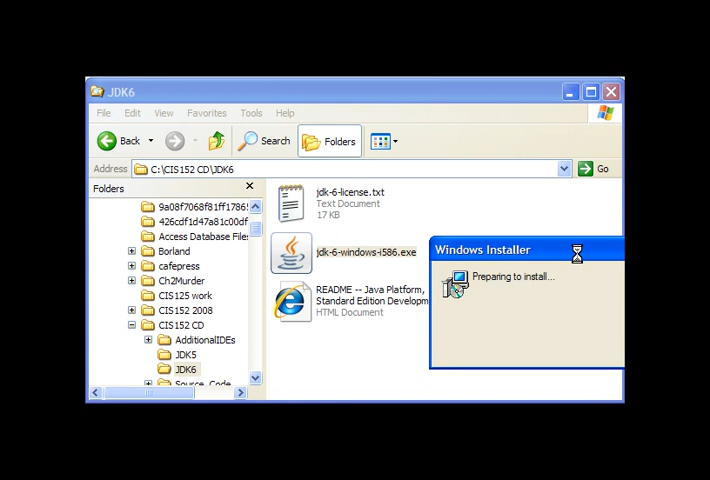 JDK6
File Edit View Favorites Tools Help
Back Search Folders
Address C:\CIS152 CD\JDK6 Go
Folders
9a08f7068f81ff1786
426cdf1d47a81c00df
Access Database Files
Borland
cafepress
Ch2Murder
CIS125 work
CIS152 2008
CIS152 CD
AdditionalIDEs
JDK5
JDK6
Source_Code
jdk-6-license.txt
Text Document
17 KB
jdk-6-windows-i586.exe
README -- Java Platform,
Standard Edition Developm
HTML Document
Windows Installer
Preparing to install...